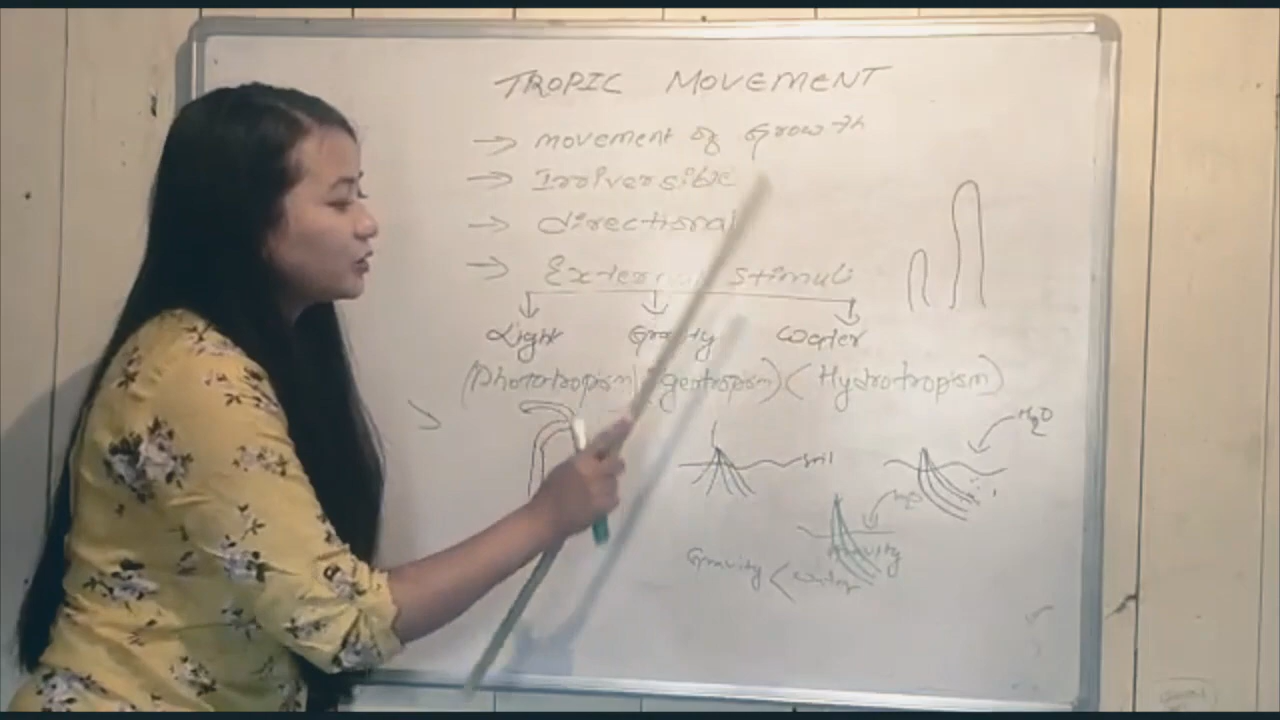 TROPIC MOVEMENT
→ movement of Growth
→ Irriversible
→ directional
→ External stimuli
Light Gravity Water
(Phototropism) (geotropism) (Hydrotropism)
H2O
soil
H2O
Gravity
Gravity < water